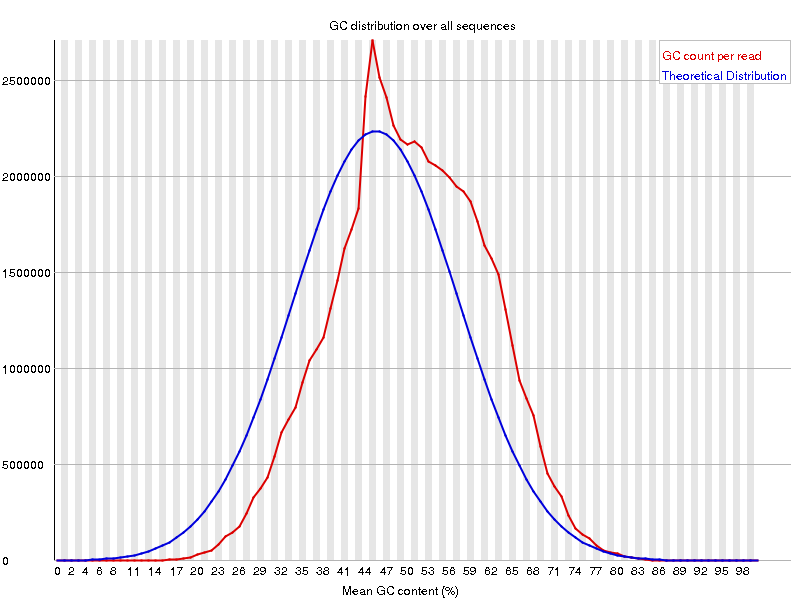 GC distribution over all sequences
GC count per read
Theoretical Distribution
2500000
2000000
1500000
1000000
500000
0
0 2 4 6 8 11 14 17 20 23 26 29 32 35 38 41 44 47 50 53 56 59 62 65 68 71 74 77 80 83 86 89 92 95 98
Mean GC content (%)